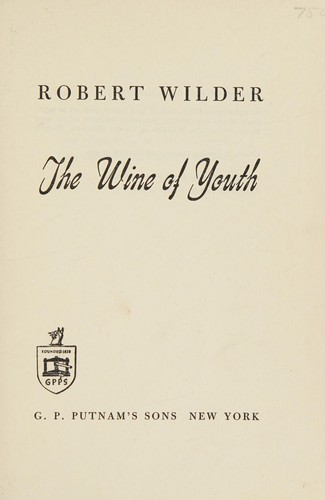 ROBERT WILDER
The Wine of Youth
FOUNDED 1838
GPPS
G. P. PUTNAM'S SONS NEW YORK